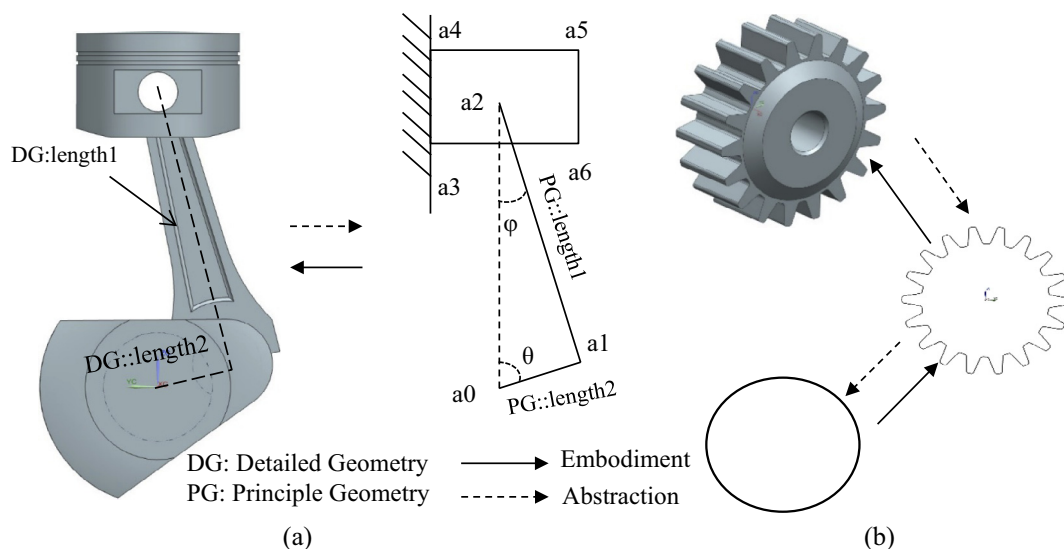 a4
a5
a2
DG:length1
a3
a6
φ
PG::length1
DG::length2
θ
a1
a0
PG::length2
DG: Detailed Geometry
Embodiment
PG: Principle Geometry
Abstraction
(a)
(b)